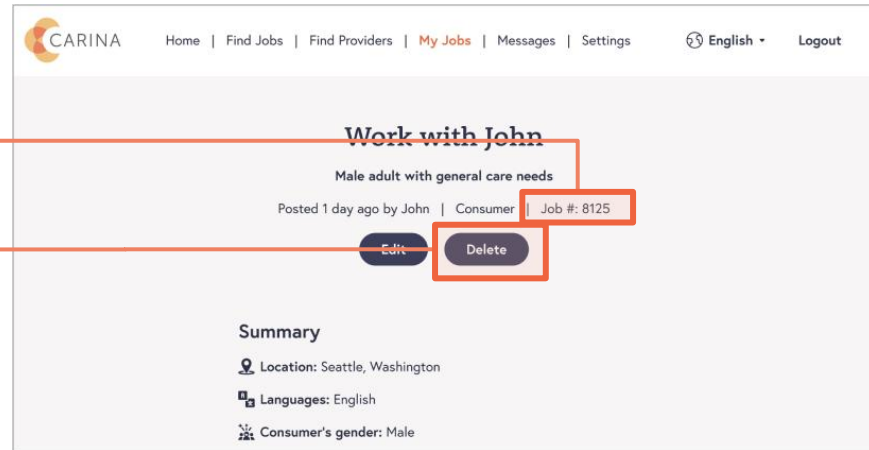 CARINA Home | Find Jobs | Find Providers | My Jobs | Messages | Settings English Logout
Work with John
Male adult with general care needs
Posted 1 day ago by John | Consumer | Job #: 8125
Edit Delete
Summary
Location: Seattle, Washington
Languages: English
Consumer's gender: Male